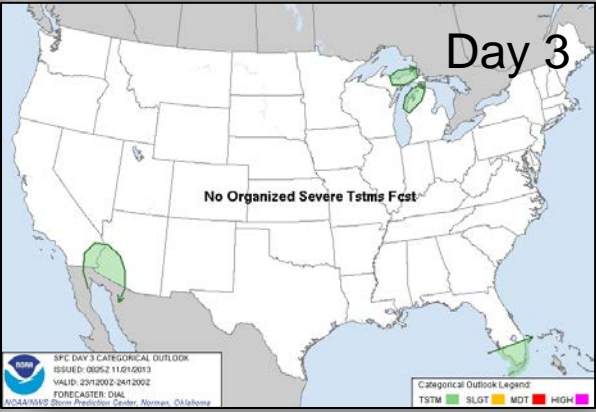 Day 3
No Organized Severe Tstms Fcst
NOAA
SPC DAY 3 CATEGORICAL OUTLOOK
ISSUED: 0825Z 11/21/2013
VALID: 23/1200Z-24/1200Z
FORECASTER: DIAL
NOAA/NWS Storm Prediction Center, Norman, Oklahoma
Categorical Outlook Legend:
TSTM SLGT MDT HIGH